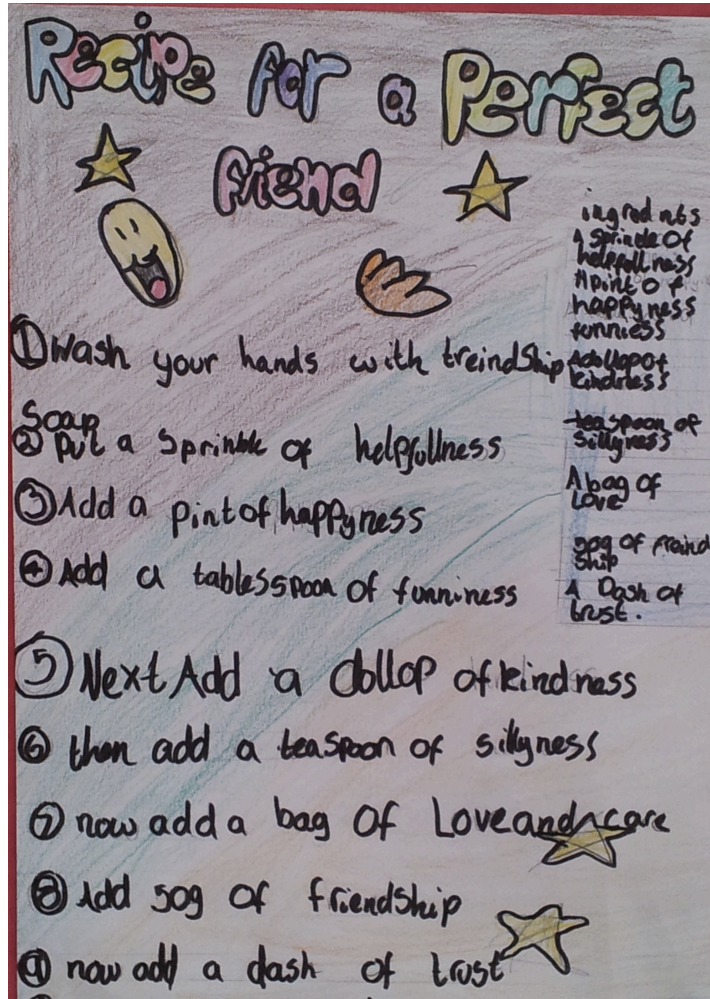 Recipe for a Perfect
friend
ingrednts
A sprinkle of
helpfullness
A pint of
happyness
funniess
A dollop of
kindness
teaspoon of
sillyness
A bag of
Love
50g of friend
ship
A Dash of
trust.
① Wash your hands with freindship
Soap
② Put a sprinkle of helpfullness
③ Add a pint of happyness
④ Add a tablesspoon of funniness
⑤ Next Add a dollop of kindness
⑥ then add a teaspoon of sillyness
⑦ now add a bag of Love and care
⑧ Add 50g of friendship
⑨ now add a dash of trust